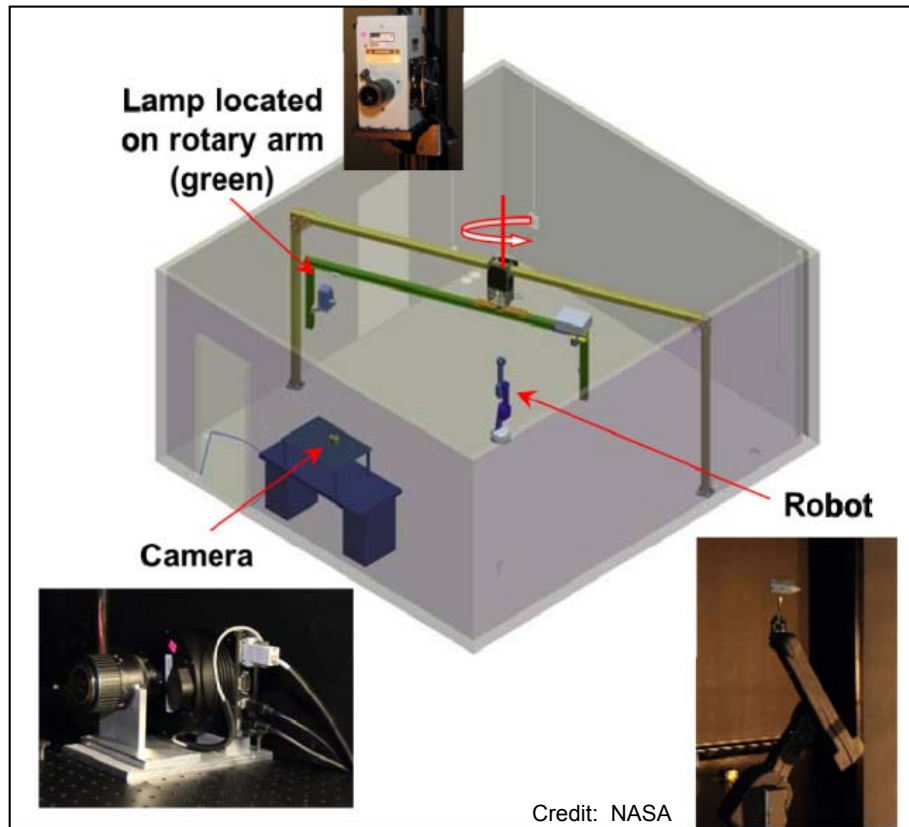 Lamp located
on rotary arm
(green)
Robot
Camera
Credit: NASA